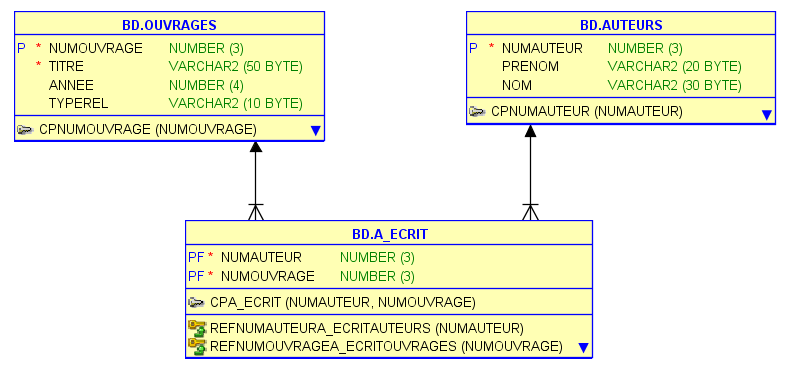 BD.OUVRAGES
P * NUMOUVRAGE NUMBER (3)
* TITRE VARCHAR2 (50 BYTE)
ANNEE NUMBER (4)
TYPEREL VARCHAR2 (10 BYTE)
CPNUMOUVRAGE (NUMOUVRAGE)
BD.AUTEURS
P * NUMAUTEUR NUMBER (3)
PRENOM VARCHAR2 (20 BYTE)
NOM VARCHAR2 (30 BYTE)
CPNUMAUTEUR (NUMAUTEUR)
BD.A_ECRIT
PF * NUMAUTEUR NUMBER (3)
PF * NUMOUVRAGE NUMBER (3)
CPA_ECRIT (NUMAUTEUR, NUMOUVRAGE)
REFNUMAUTEURA_ECRITAUTEURS (NUMAUTEUR)
REFNUMOUVRAGEA_ECRITOUVRAGES (NUMOUVRAGE)